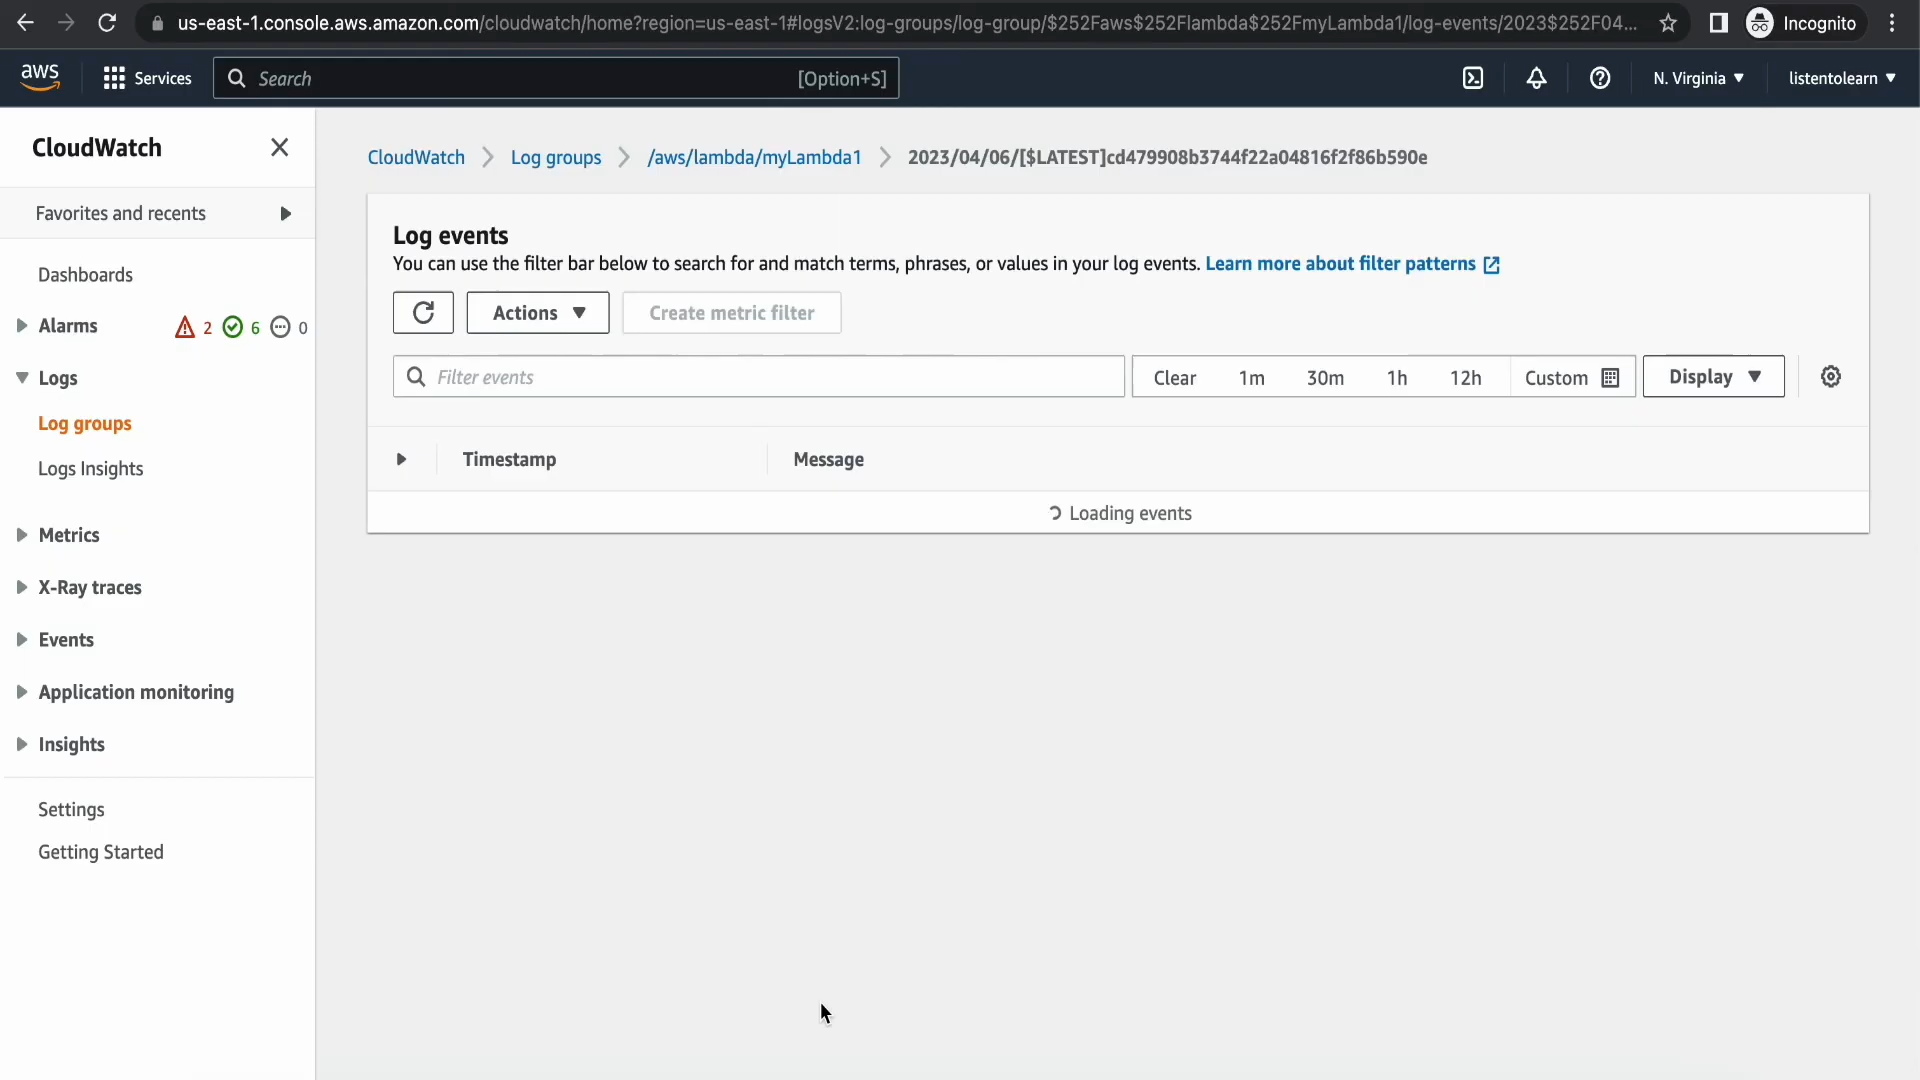 us-east-1.console.aws.amazon.com/cloudwatch/home?region=us-east-1#logsV2:log-groups/log-group/$252Faws$252Flambda$252FmyLambda1/log-events/2023$252F04... Incognito
aws Services Search [Option+S] N. Virginia listentolearn
CloudWatch
Favorites and recents
Dashboards
Alarms 2 6 0
Logs
Log groups
Logs Insights
Metrics
X-Ray traces
Events
Application monitoring
Insights
Settings
Getting Started
CloudWatch Log groups /aws/lambda/myLambda1 2023/04/06/[$LATEST]cd479908b3744f22a04816f2f86b590e
Log events
You can use the filter bar below to search for and match terms, phrases, or values in your log events. Learn more about filter patterns
Actions Create metric filter
Filter events Clear 1m 30m 1h 12h Custom Display
Timestamp Message
Loading events